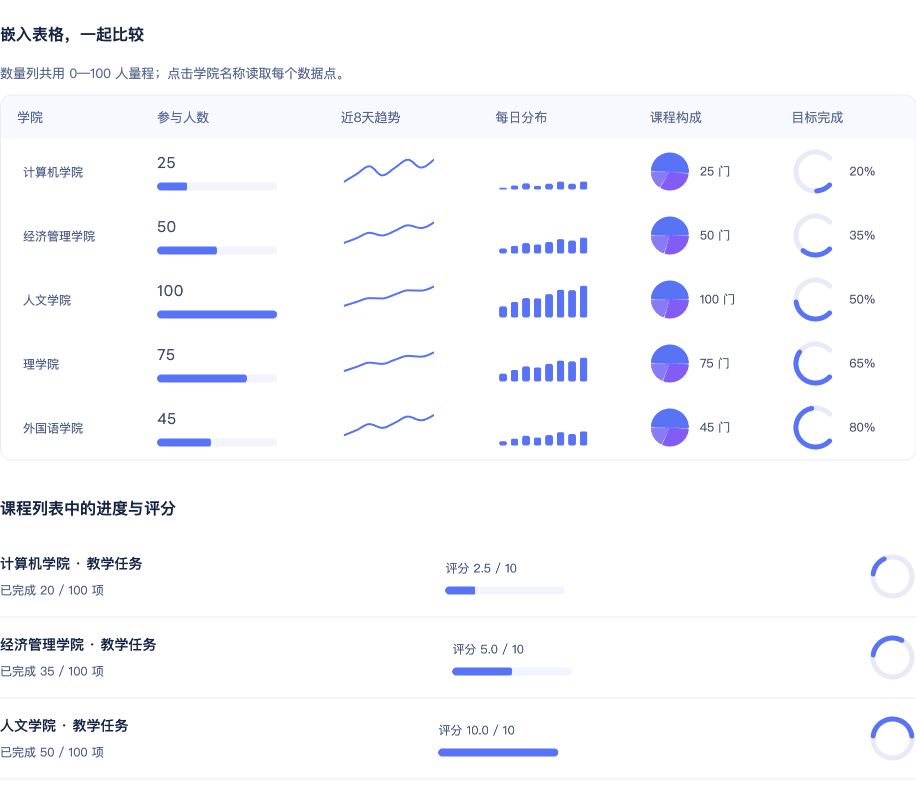 嵌入表格，一起比较
数量列共用 0—100 人量程；点击学院名称读取每个数据点。
学院 参与人数 近8天趋势 每日分布 课程构成 目标完成
计算机学院 25 25 门 20%
经济管理学院 50 50 门 35%
人文学院 100 100 门 50%
理学院 75 75 门 65%
外国语学院 45 45 门 80%
课程列表中的进度与评分
计算机学院 · 教学任务
已完成 20 / 100 项
评分 2.5 / 10
经济管理学院 · 教学任务
已完成 35 / 100 项
评分 5.0 / 10
人文学院 · 教学任务
已完成 50 / 100 项
评分 10.0 / 10